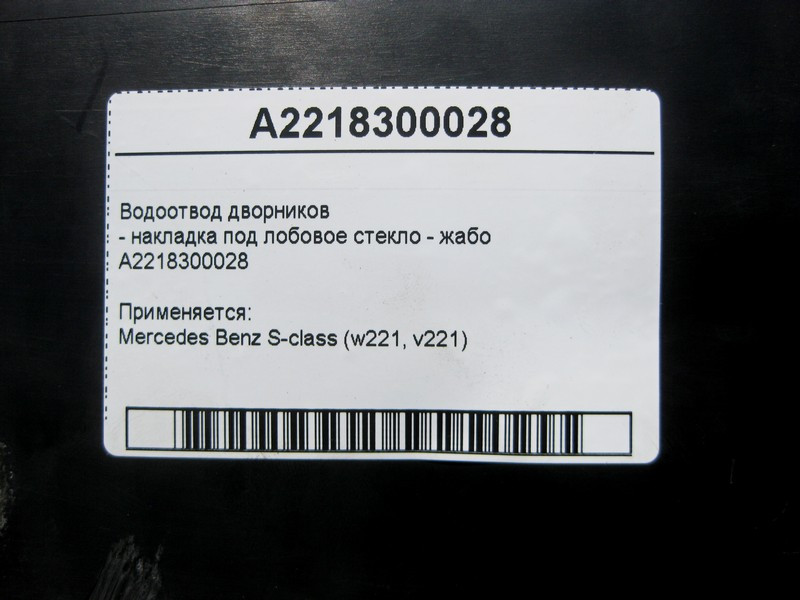 A2218300028
Водоотвод дворников
- накладка под лобовое стекло - жабо
A2218300028
Применяется:
Mercedes Benz S-class (w221, v221)